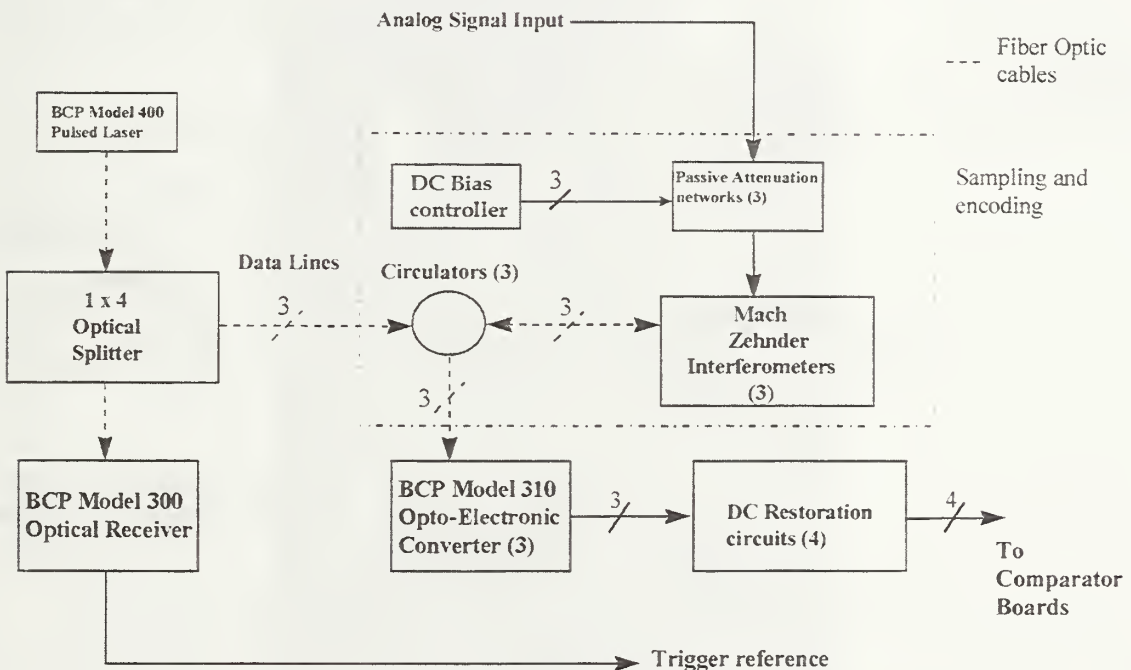 Analog Signal Input
Fiber Optic
cables
BCP Model 400
Pulsed Laser
DC Bias
controller
3
Passive Attenuation
networks (3)
Sampling and
encoding
Data Lines
Circulators (3)
1 x 4
Optical
Splitter
3
3
Mach
Zehnder
Interferometers
(3)
3
BCP Model 300
Optical Receiver
BCP Model 310
Opto-Electronic
Converter (3)
3
DC Restoration
circuits (4)
4
To
Comparator
Boards
Trigger reference